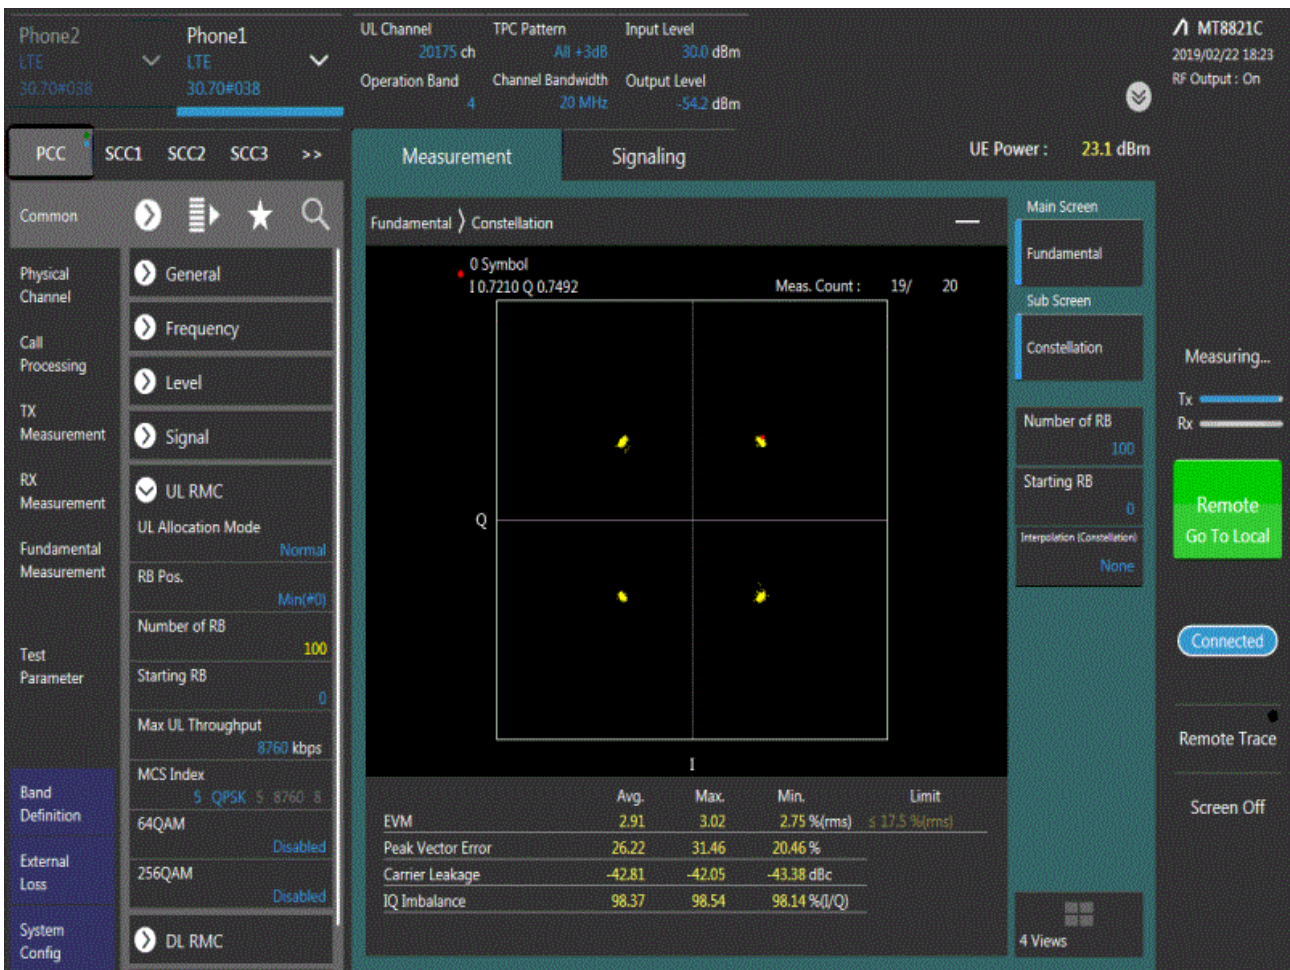 Phone2
LTE
30.70#038
Phone1
LTE
30.70#038
UL Channel
20175 ch
TPC Pattern
All +3dB
Input Level
30.0 dBm
Operation Band
4
Channel Bandwidth
20 MHz
Output Level
-54.2 dBm
MT8821C
2019/02/22 18:23
RF Output : On
PCC SCC1 SCC2 SCC3 >>
Measurement
Signaling
UE Power : 23.1 dBm
Common
Physical
Channel
Call
Processing
TX
Measurement
RX
Measurement
Fundamental
Measurement
Test
Parameter
Band
Definition
External
Loss
System
Config
General
Frequency
Level
Signal
UL RMC
UL Allocation Mode
Normal
RB Pos.
Min(#0)
Number of RB
100
Starting RB
0
Max UL Throughput
8760 kbps
MCS Index
5 QPSK 5 8760 8
64QAM
Disabled
256QAM
Disabled
DL RMC
Fundamental 〉 Constellation
0 Symbol
I 0.7210 Q 0.7492
Meas. Count : 19/ 20
Q
I
Avg. Max. Min. Limit
EVM 2.91 3.02 2.75 %(rms) ≤ 17.5 %(rms)
Peak Vector Error 26.22 31.46 20.46 %
Carrier Leakage -42.81 -42.05 -43.38 dBc
IQ Imbalance 98.37 98.54 98.14 %(I/Q)
Main Screen
Fundamental
Sub Screen
Constellation
Number of RB
100
Starting RB
0
Interpolation (Constellation)
None
4 Views
Measuring...
Tx
Rx
Remote
Go To Local
Connected
Remote Trace
Screen Off